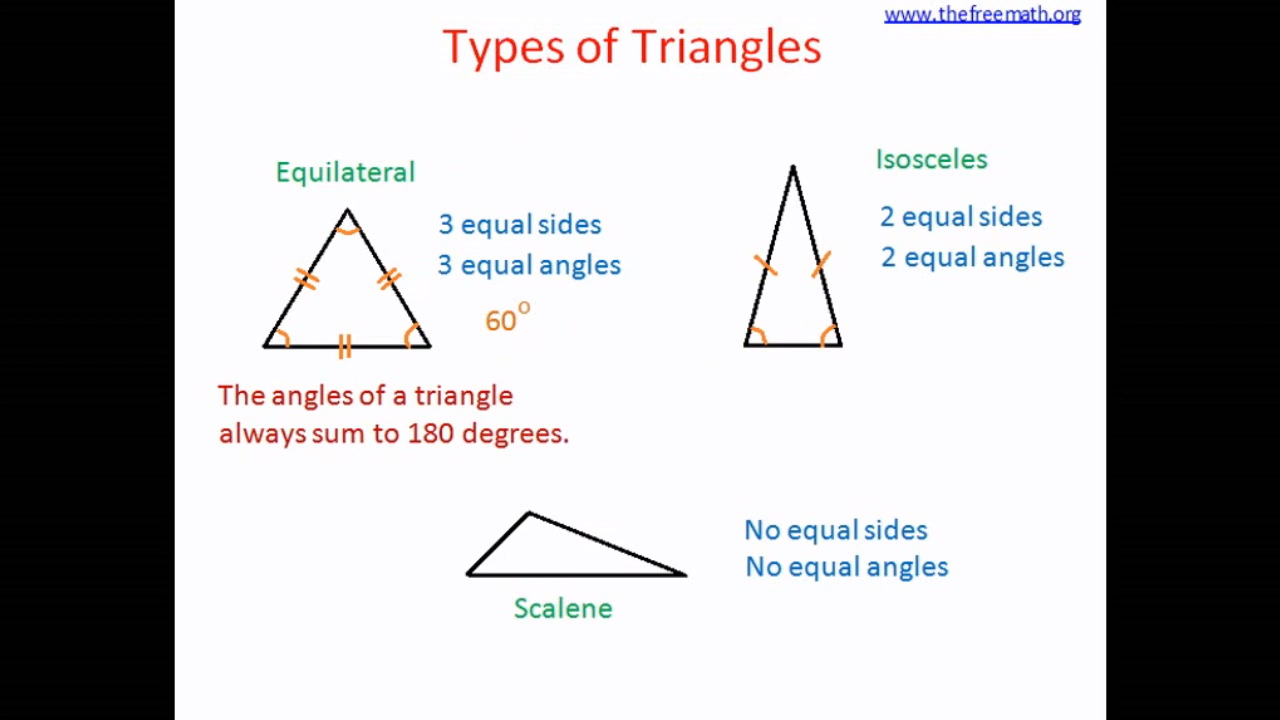 www.thefreemath.org
Types of Triangles
Equilateral
3 equal sides
3 equal angles
60°
Isosceles
2 equal sides
2 equal angles
The angles of a triangle
always sum to 180 degrees.
No equal sides
No equal angles
Scalene